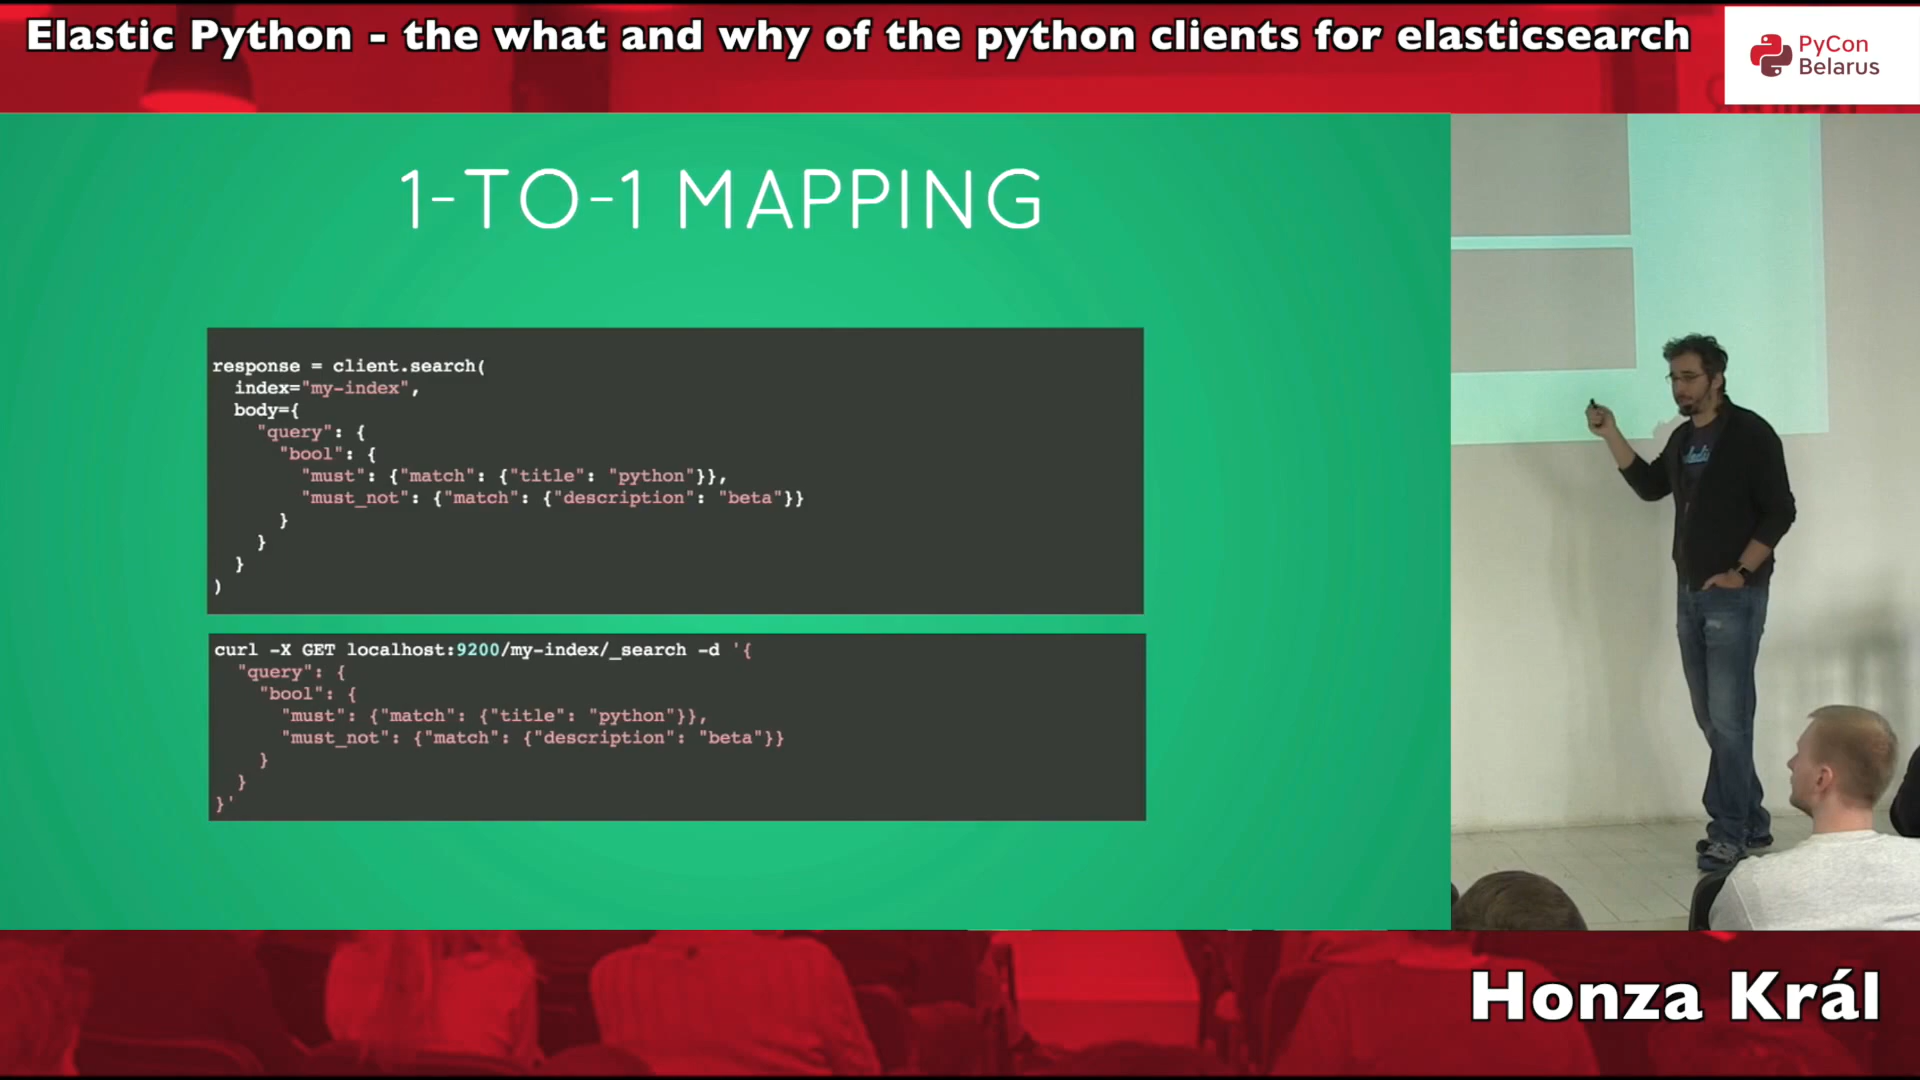 Elastic Python - the what and why of the python clients for elasticsearch
PyCon
Belarus
1-TO-1 MAPPING
response = client.search(
  index="my-index",
  body={
    "query": {
      "bool": {
        "must": {"match": {"title": "python"}},
        "must_not": {"match": {"description": "beta"}}
      }
    }
  }
)
curl -X GET localhost:9200/my-index/_search -d '{
  "query": {
    "bool": {
      "must": {"match": {"title": "python"}},
      "must_not": {"match": {"description": "beta"}}
    }
  }
}'
Honza Král